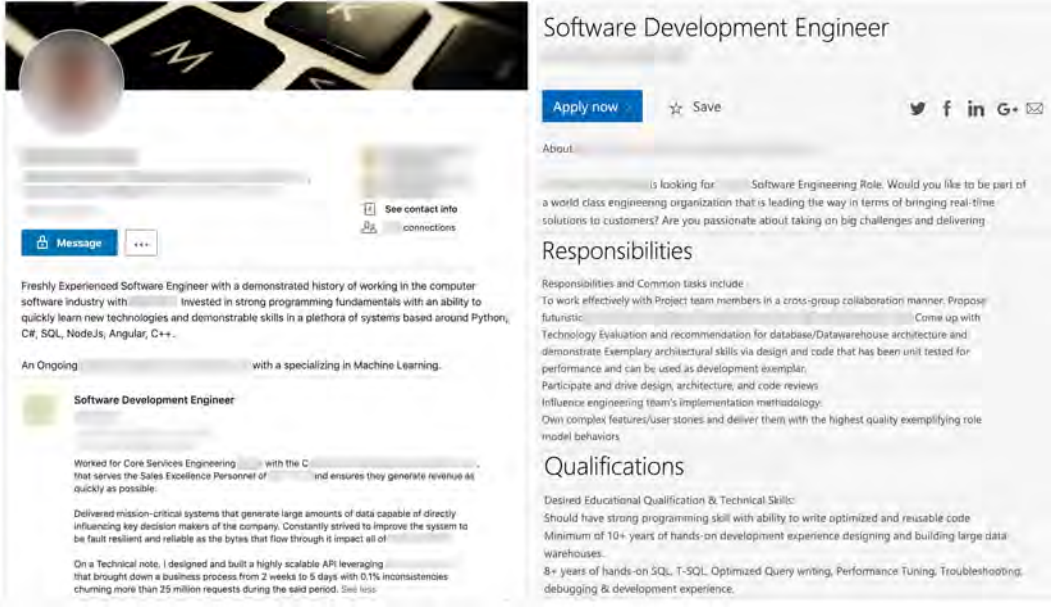 See contact info
connections
Message
...
Freshly Experienced Software Engineer with a demonstrated history of working in the computer
software industry with Invested in strong programming fundamentals with an ability to
quickly learn new technologies and demonstrable skills in a plethora of systems based around Python,
C#, SQL, NodeJs, Angular, C++.
An Ongoing with a specializing in Machine Learning.
Software Development Engineer
Worked for Core Services Engineering with the C
that serves the Sales Excellence Personnel of nd ensures they generate revenue as
quickly as possible.
Delivered mission-critical systems that generate large amounts of data capable of directly
influencing key decision makers of the company. Constantly strived to improve the system to
be fault resilient and reliable as the bytes that flow through it impact all of
On a Technical note, I designed and built a highly scalable API leveraging
that brought down a business process from 2 weeks to 5 days with 0.1% inconsistencies
churning more than 25 million requests during the said period. See less
Software Development Engineer
Apply now
Save
f in G+
About
is looking for Software Engineering Role. Would you like to be part of
a world class engineering organization that is leading the way in terms of bringing real-time
solutions to customers? Are you passionate about taking on big challenges and delivering
Responsibilities
Responsibilities and Common tasks include
To work effectively with Project team members in a cross-group collaboration manner. Propose
futuristic Come up with
Technology Evaluation and recommendation for database/Datawarehouse architecture and
demonstrate Exemplary architectural skills via design and code that has been unit tested for
performance and can be used as development exemplar.
Participate and drive design, architecture, and code reviews
Influence engineering team's implementation methodology.
Own complex features/user stories and deliver them with the highest quality exemplifying role
model behaviors
Qualifications
Desired Educational Qualification & Technical Skills:
Should have strong programming skill with ability to write optimized and reusable code
Minimum of 10+ years of hands-on development experience designing and building large data
warehouses.
8+ years of hands-on SQL, T-SQL, Optimized Query writing, Performance Tuning, Troubleshooting,
debugging & development experience.